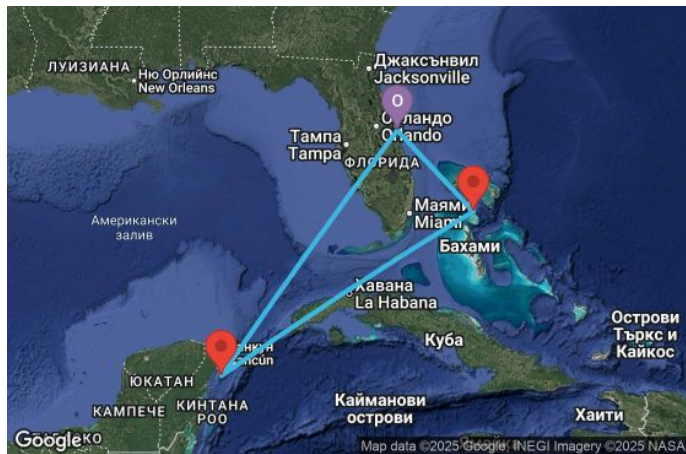 ЛУИЗИАНА
Ню Орлийнс
New Orleans
Джаксънвил
Jacksonville
O
Орландо
Orlando
Тампа
Tampa
ФЛОРИДА
Американски
залив
Маями
Miami
Бахами
Хавана
La Habana
Куба
Острови
Търкс и
Кайкос
ЮКАТАН
КАМПЕЧЕ
КИНТАНА
РОО
Кайманови
острови
Хаити
Google
Map data ©2025 Google, INEGI Imagery ©2025 NASA